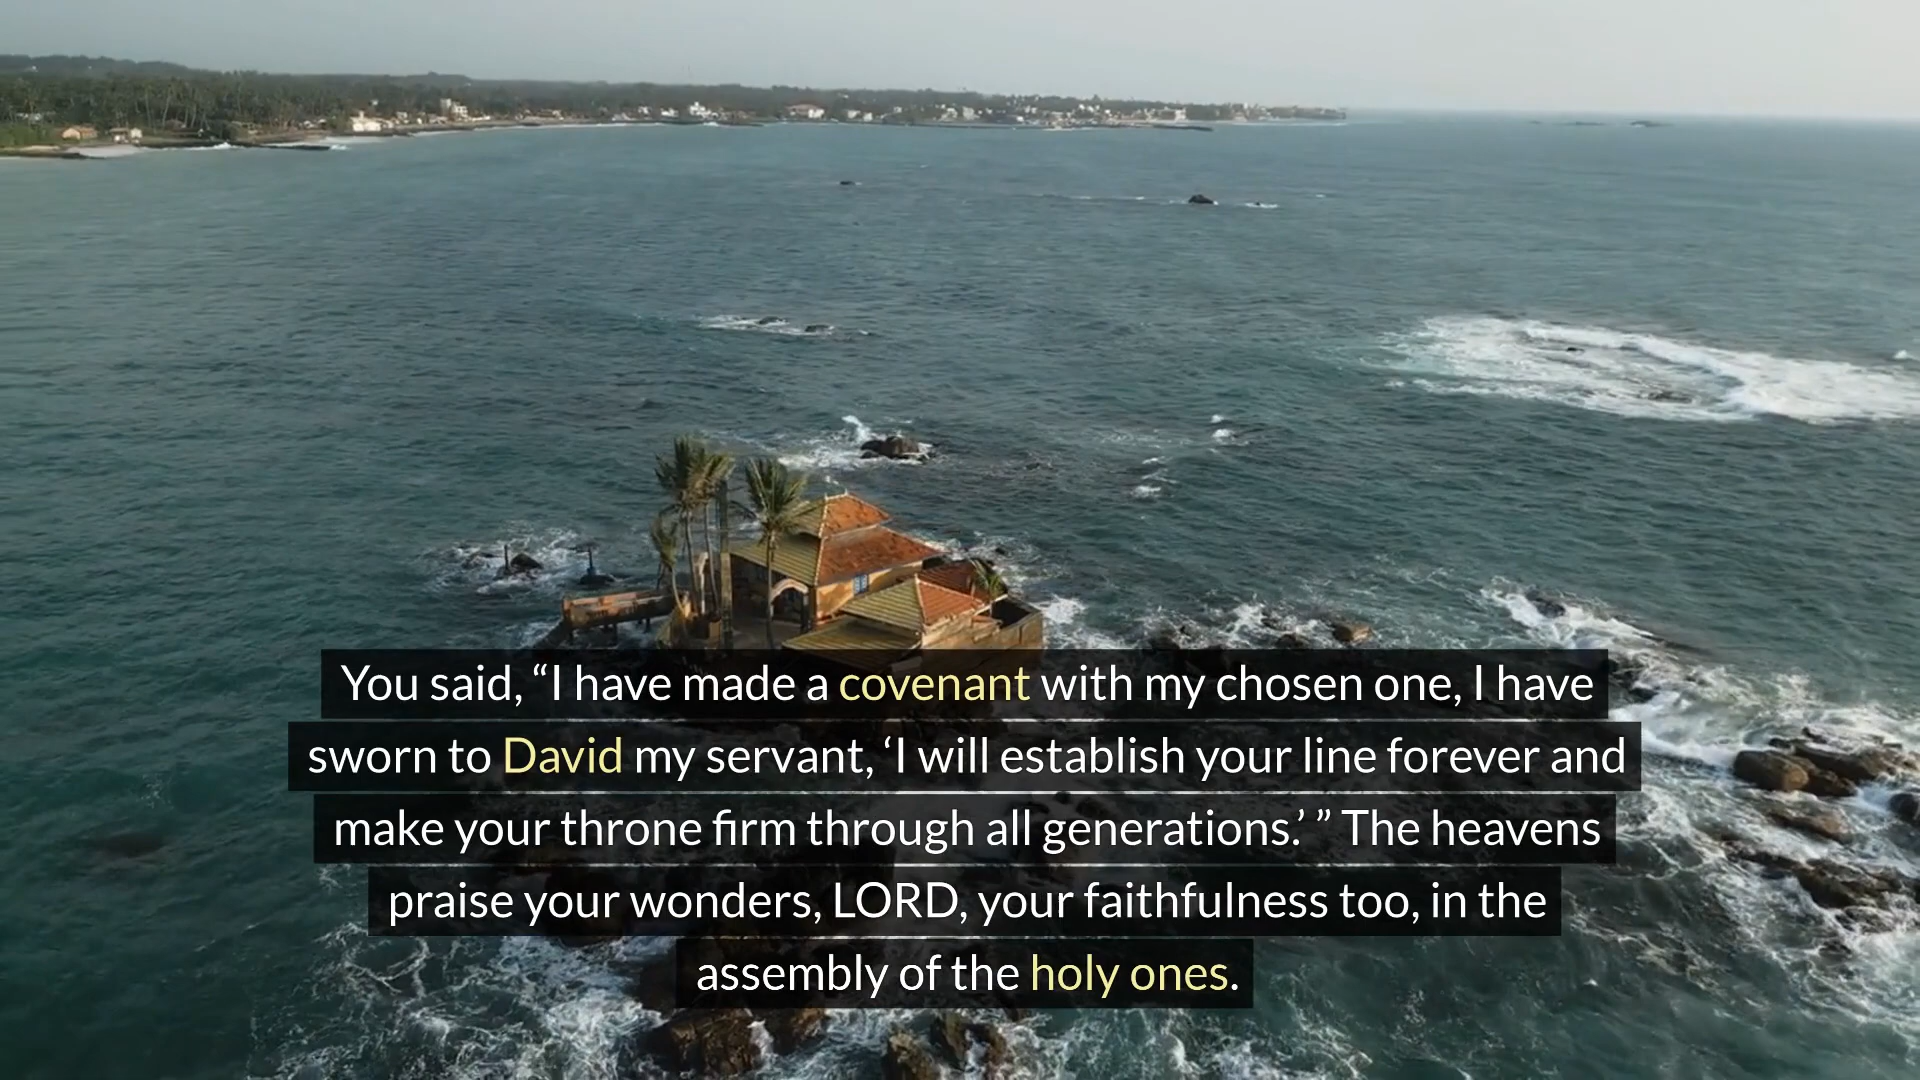 You said, “I have made a covenant with my chosen one, I have
sworn to David my servant, ‘I will establish your line forever and
make your throne firm through all generations.’ ” The heavens
praise your wonders, LORD, your faithfulness too, in the
assembly of the holy ones.